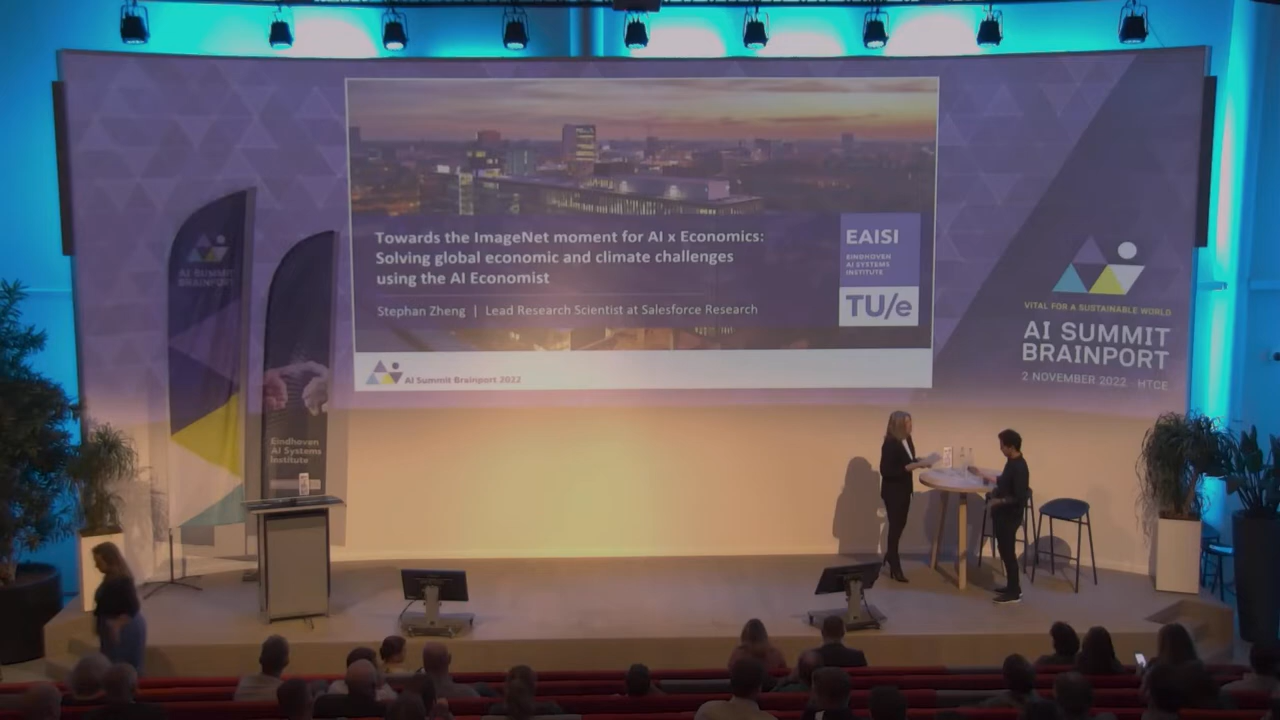 Towards the ImageNet moment for AI x Economics:
Solving global economic and climate challenges
using the AI Economist
Stephan Zheng | Lead Research Scientist at Salesforce Research
EAISI
EINDHOVEN
AI SYSTEMS
INSTITUTE
TU/e
AI Summit Brainport 2022
AI SUMMIT
BRAINPORT
Eindhoven
AI Systems
Institute
VITAL FOR A SUSTAINABLE WORLD
AI SUMMIT
BRAINPORT
2 NOVEMBER 2022 - HTCE